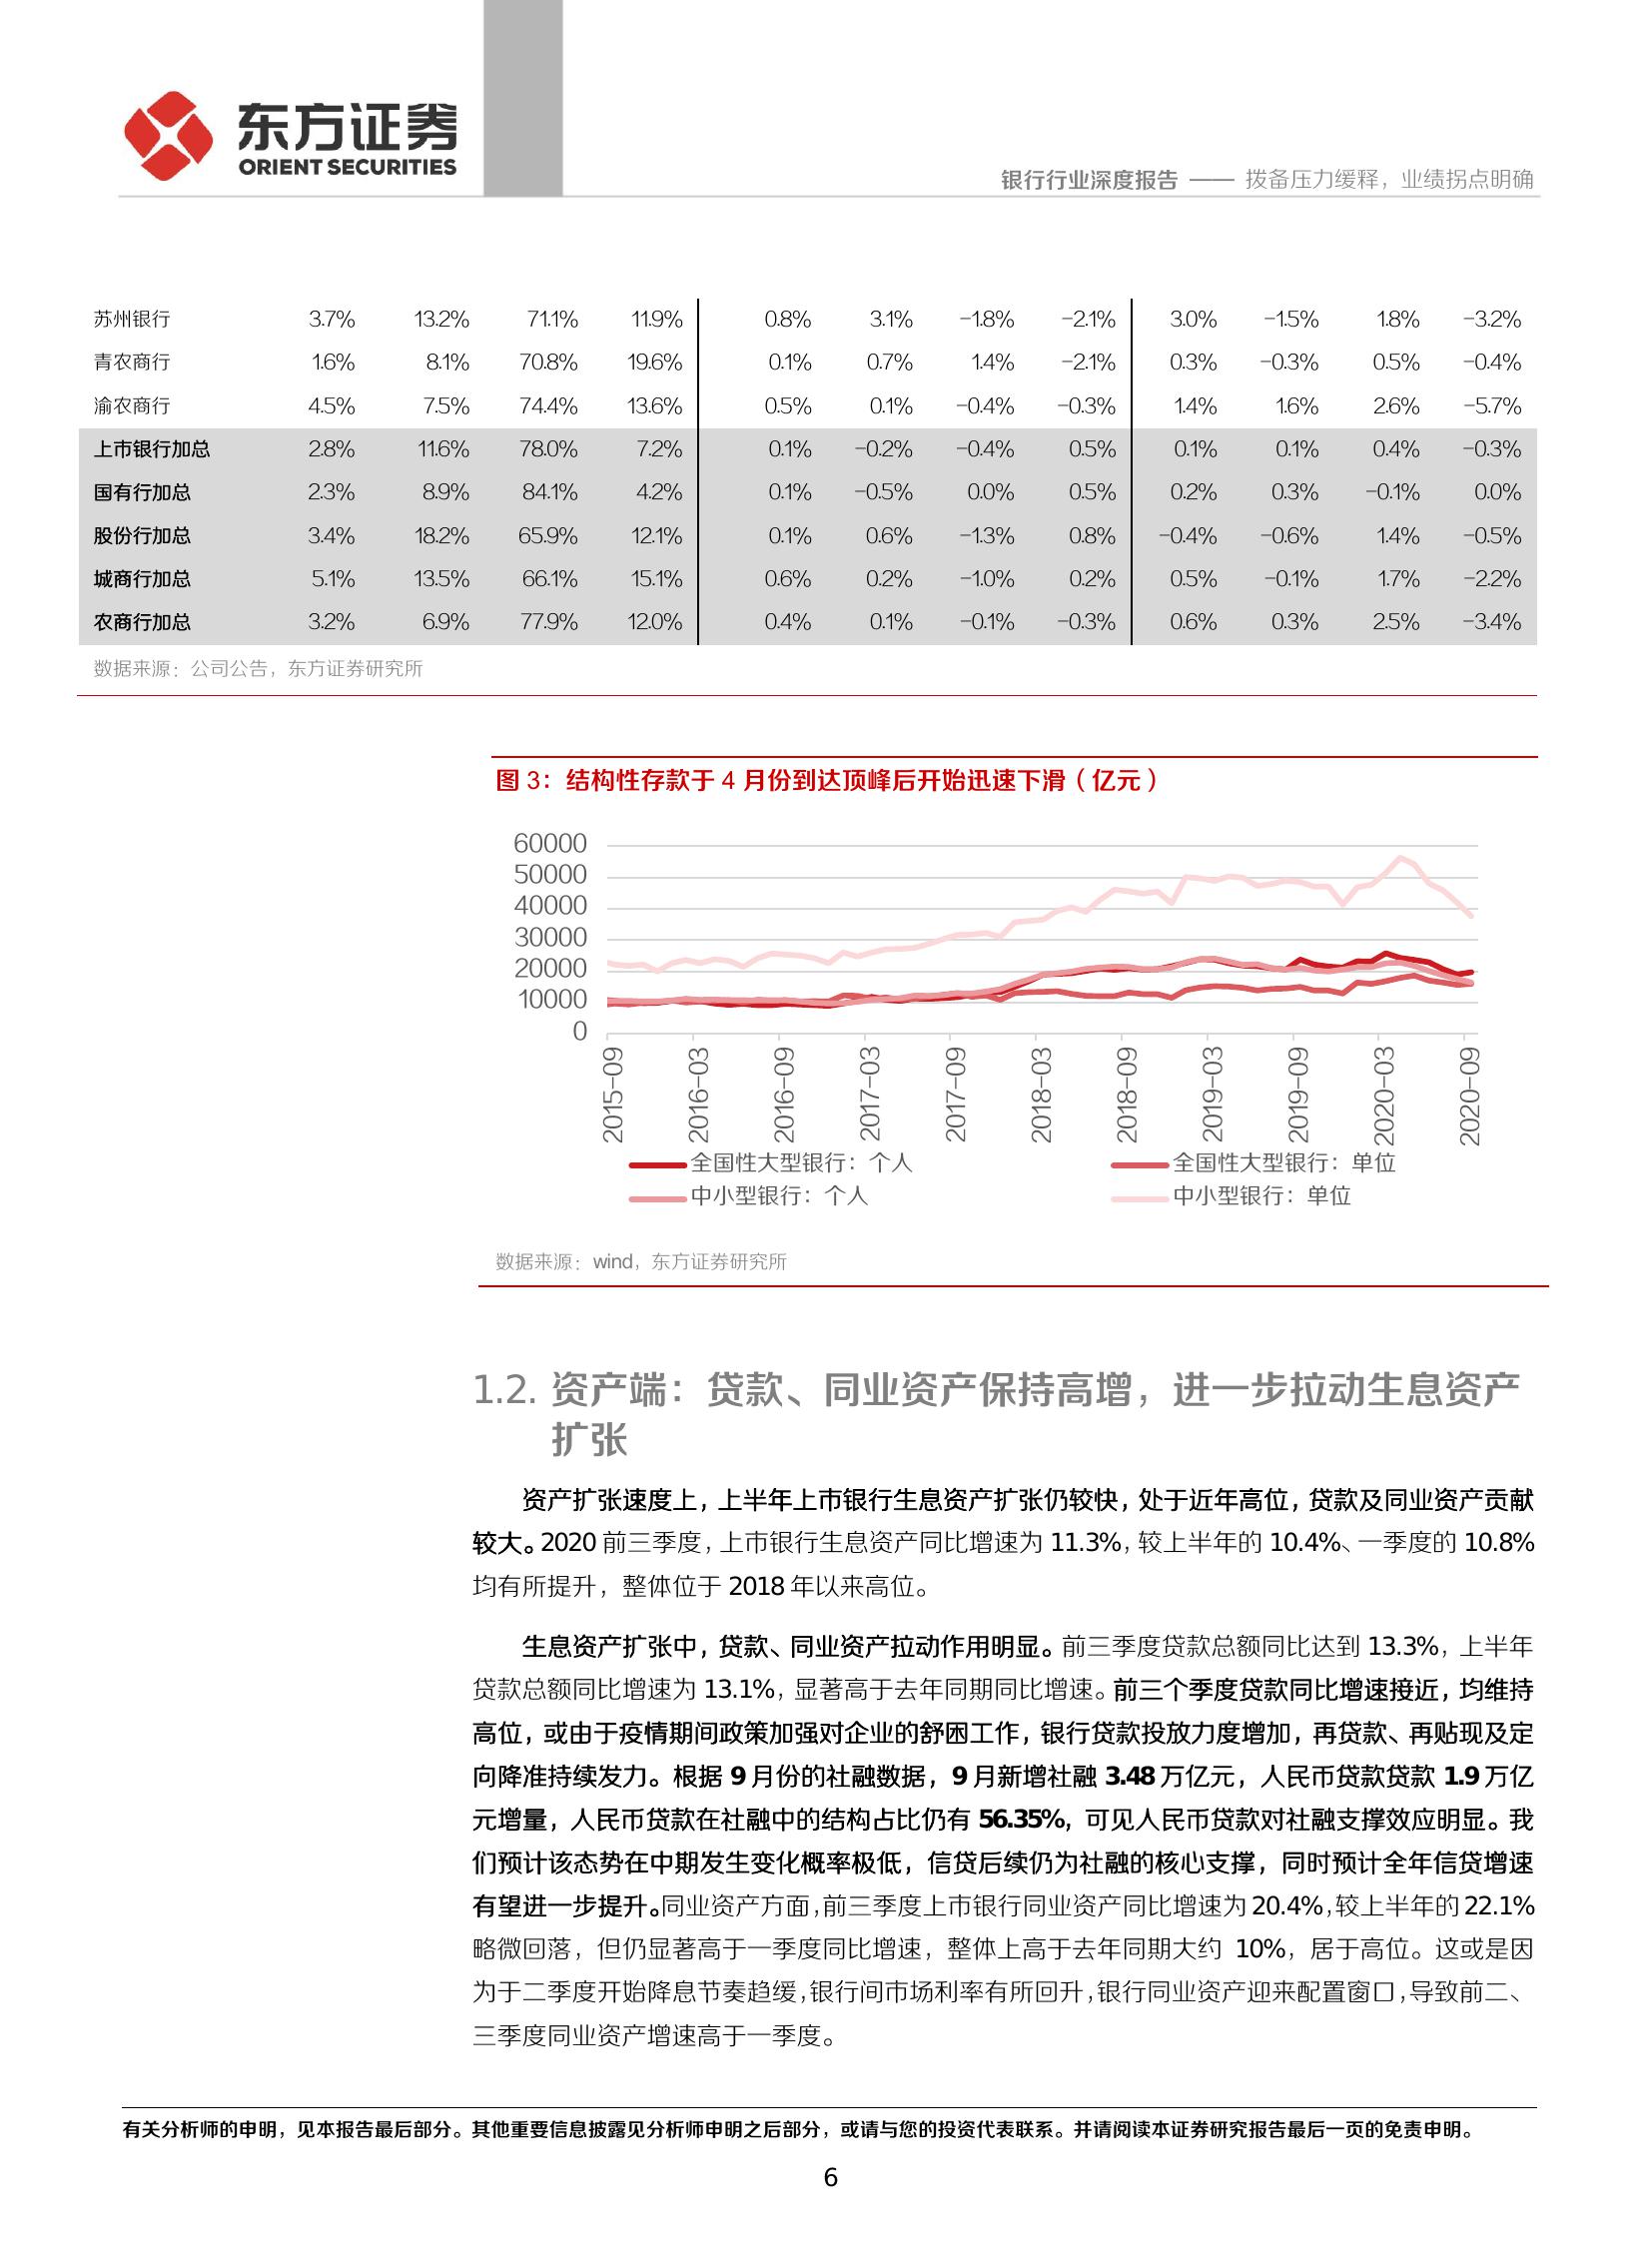 东方证券
ORIENT SECURITIES
银行行业深度报告 —— 拨备压力缓释，业绩拐点明确
苏州银行 3.7% 13.2% 71.1% 11.9% 0.8% 3.1% -1.8% -2.1% 3.0% -1.5% 1.8% -3.2%
青农商行 1.6% 8.1% 70.8% 19.6% 0.1% 0.7% 1.4% -2.1% 0.3% -0.3% 0.5% -0.4%
渝农商行 4.5% 7.5% 74.4% 13.6% 0.5% 0.1% -0.4% -0.3% 1.4% 1.6% 2.6% -5.7%
上市银行加总 2.8% 11.6% 78.0% 7.2% 0.1% -0.2% -0.4% 0.5% 0.1% 0.1% 0.4% -0.3%
国有行加总 2.3% 8.9% 84.1% 4.2% 0.1% -0.5% 0.0% 0.5% 0.2% 0.3% -0.1% 0.0%
股份行加总 3.4% 18.2% 65.9% 12.1% 0.1% 0.6% -1.3% 0.8% -0.4% -0.6% 1.4% -0.5%
城商行加总 5.1% 13.5% 66.1% 15.1% 0.6% 0.2% -1.0% 0.2% 0.5% -0.1% 1.7% -2.2%
农商行加总 3.2% 6.9% 77.9% 12.0% 0.4% 0.1% -0.1% -0.3% 0.6% 0.3% 2.5% -3.4%
数据来源：公司公告，东方证券研究所
图 3：结构性存款于 4 月份到达顶峰后开始迅速下滑（亿元）
60000
50000
40000
30000
20000
10000
0
2015-09 2016-03 2016-09 2017-03 2017-09 2018-03 2018-09 2019-03 2019-09 2020-03 2020-09
全国性大型银行：个人 全国性大型银行：单位
中小型银行：个人 中小型银行：单位
数据来源：wind，东方证券研究所
1.2. 资产端：贷款、同业资产保持高增，进一步拉动生息资产
扩张
资产扩张速度上，上半年上市银行生息资产扩张仍较快，处于近年高位，贷款及同业资产贡献
较大。2020 前三季度，上市银行生息资产同比增速为 11.3%，较上半年的 10.4%、一季度的 10.8%
均有所提升，整体位于 2018 年以来高位。
生息资产扩张中，贷款、同业资产拉动作用明显。前三季度贷款总额同比达到 13.3%，上半年
贷款总额同比增速为 13.1%，显著高于去年同期同比增速。前三个季度贷款同比增速接近，均维持
高位，或由于疫情期间政策加强对企业的舒困工作，银行贷款投放力度增加，再贷款、再贴现及定
向降准持续发力。根据 9 月份的社融数据，9 月新增社融 3.48 万亿元，人民币贷款贷款 1.9 万亿
元增量，人民币贷款在社融中的结构占比仍有 56.35%，可见人民币贷款对社融支撑效应明显。我
们预计该态势在中期发生变化概率极低，信贷后续仍为社融的核心支撑，同时预计全年信贷增速
有望进一步提升。同业资产方面，前三季度上市银行同业资产同比增速为 20.4%，较上半年的 22.1%
略微回落，但仍显著高于一季度同比增速，整体上高于去年同期大约 10%，居于高位。这或是因
为于二季度开始降息节奏趋缓，银行间市场利率有所回升，银行同业资产迎来配置窗口，导致前二、
三季度同业资产增速高于一季度。
有关分析师的申明，见本报告最后部分。其他重要信息披露见分析师申明之后部分，或请与您的投资代表联系。并请阅读本证券研究报告最后一页的免责申明。
6